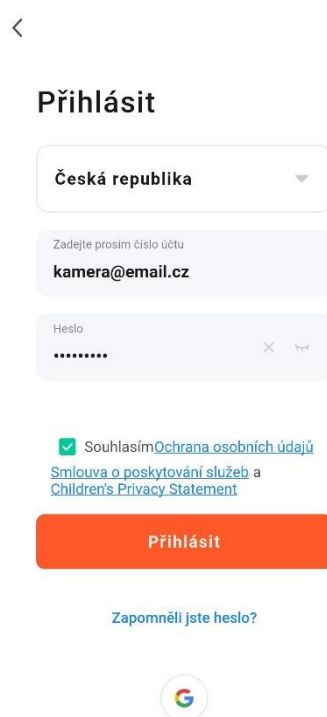 Přihlásit
Česká republika
Zadejte prosím číslo účtu
kamera@email.cz
Heslo
•••••••••
SouhlasímOchrana osobních údajů
Smlouva o poskytování služeb a
Children's Privacy Statement
Přihlásit
Zapomněli jste heslo?